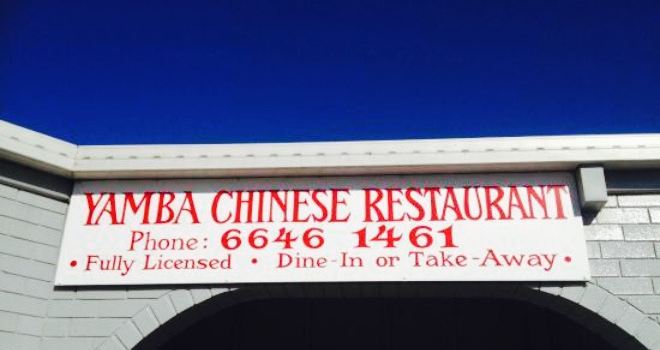 YAMBA CHINESE RESTAURANT
Phone: 6646 1461
• Fully Licensed • Dine-In or Take-Away •